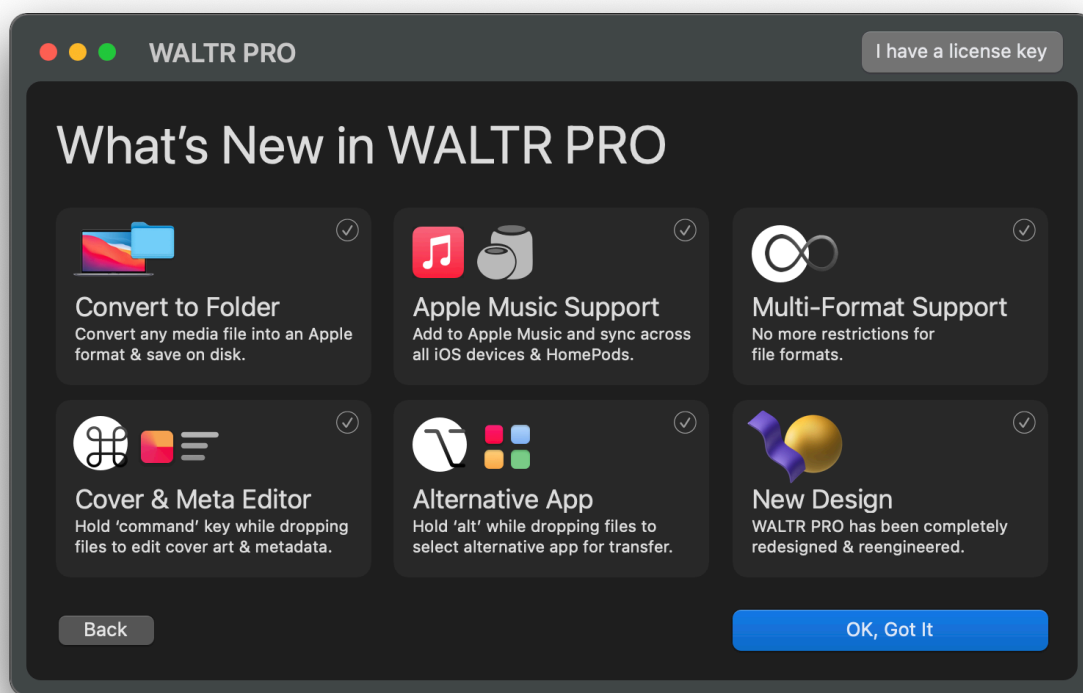 WALTR PRO
I have a license key
What’s New in WALTR PRO
Convert to Folder
Convert any media file into an Apple
format & save on disk.
Apple Music Support
Add to Apple Music and sync across
all iOS devices & HomePods.
Multi-Format Support
No more restrictions for
file formats.
Cover & Meta Editor
Hold ‘command’ key while dropping
files to edit cover art & metadata.
Alternative App
Hold ‘alt’ while dropping files to
select alternative app for transfer.
New Design
WALTR PRO has been completely
redesigned & reengineered.
Back
OK, Got It